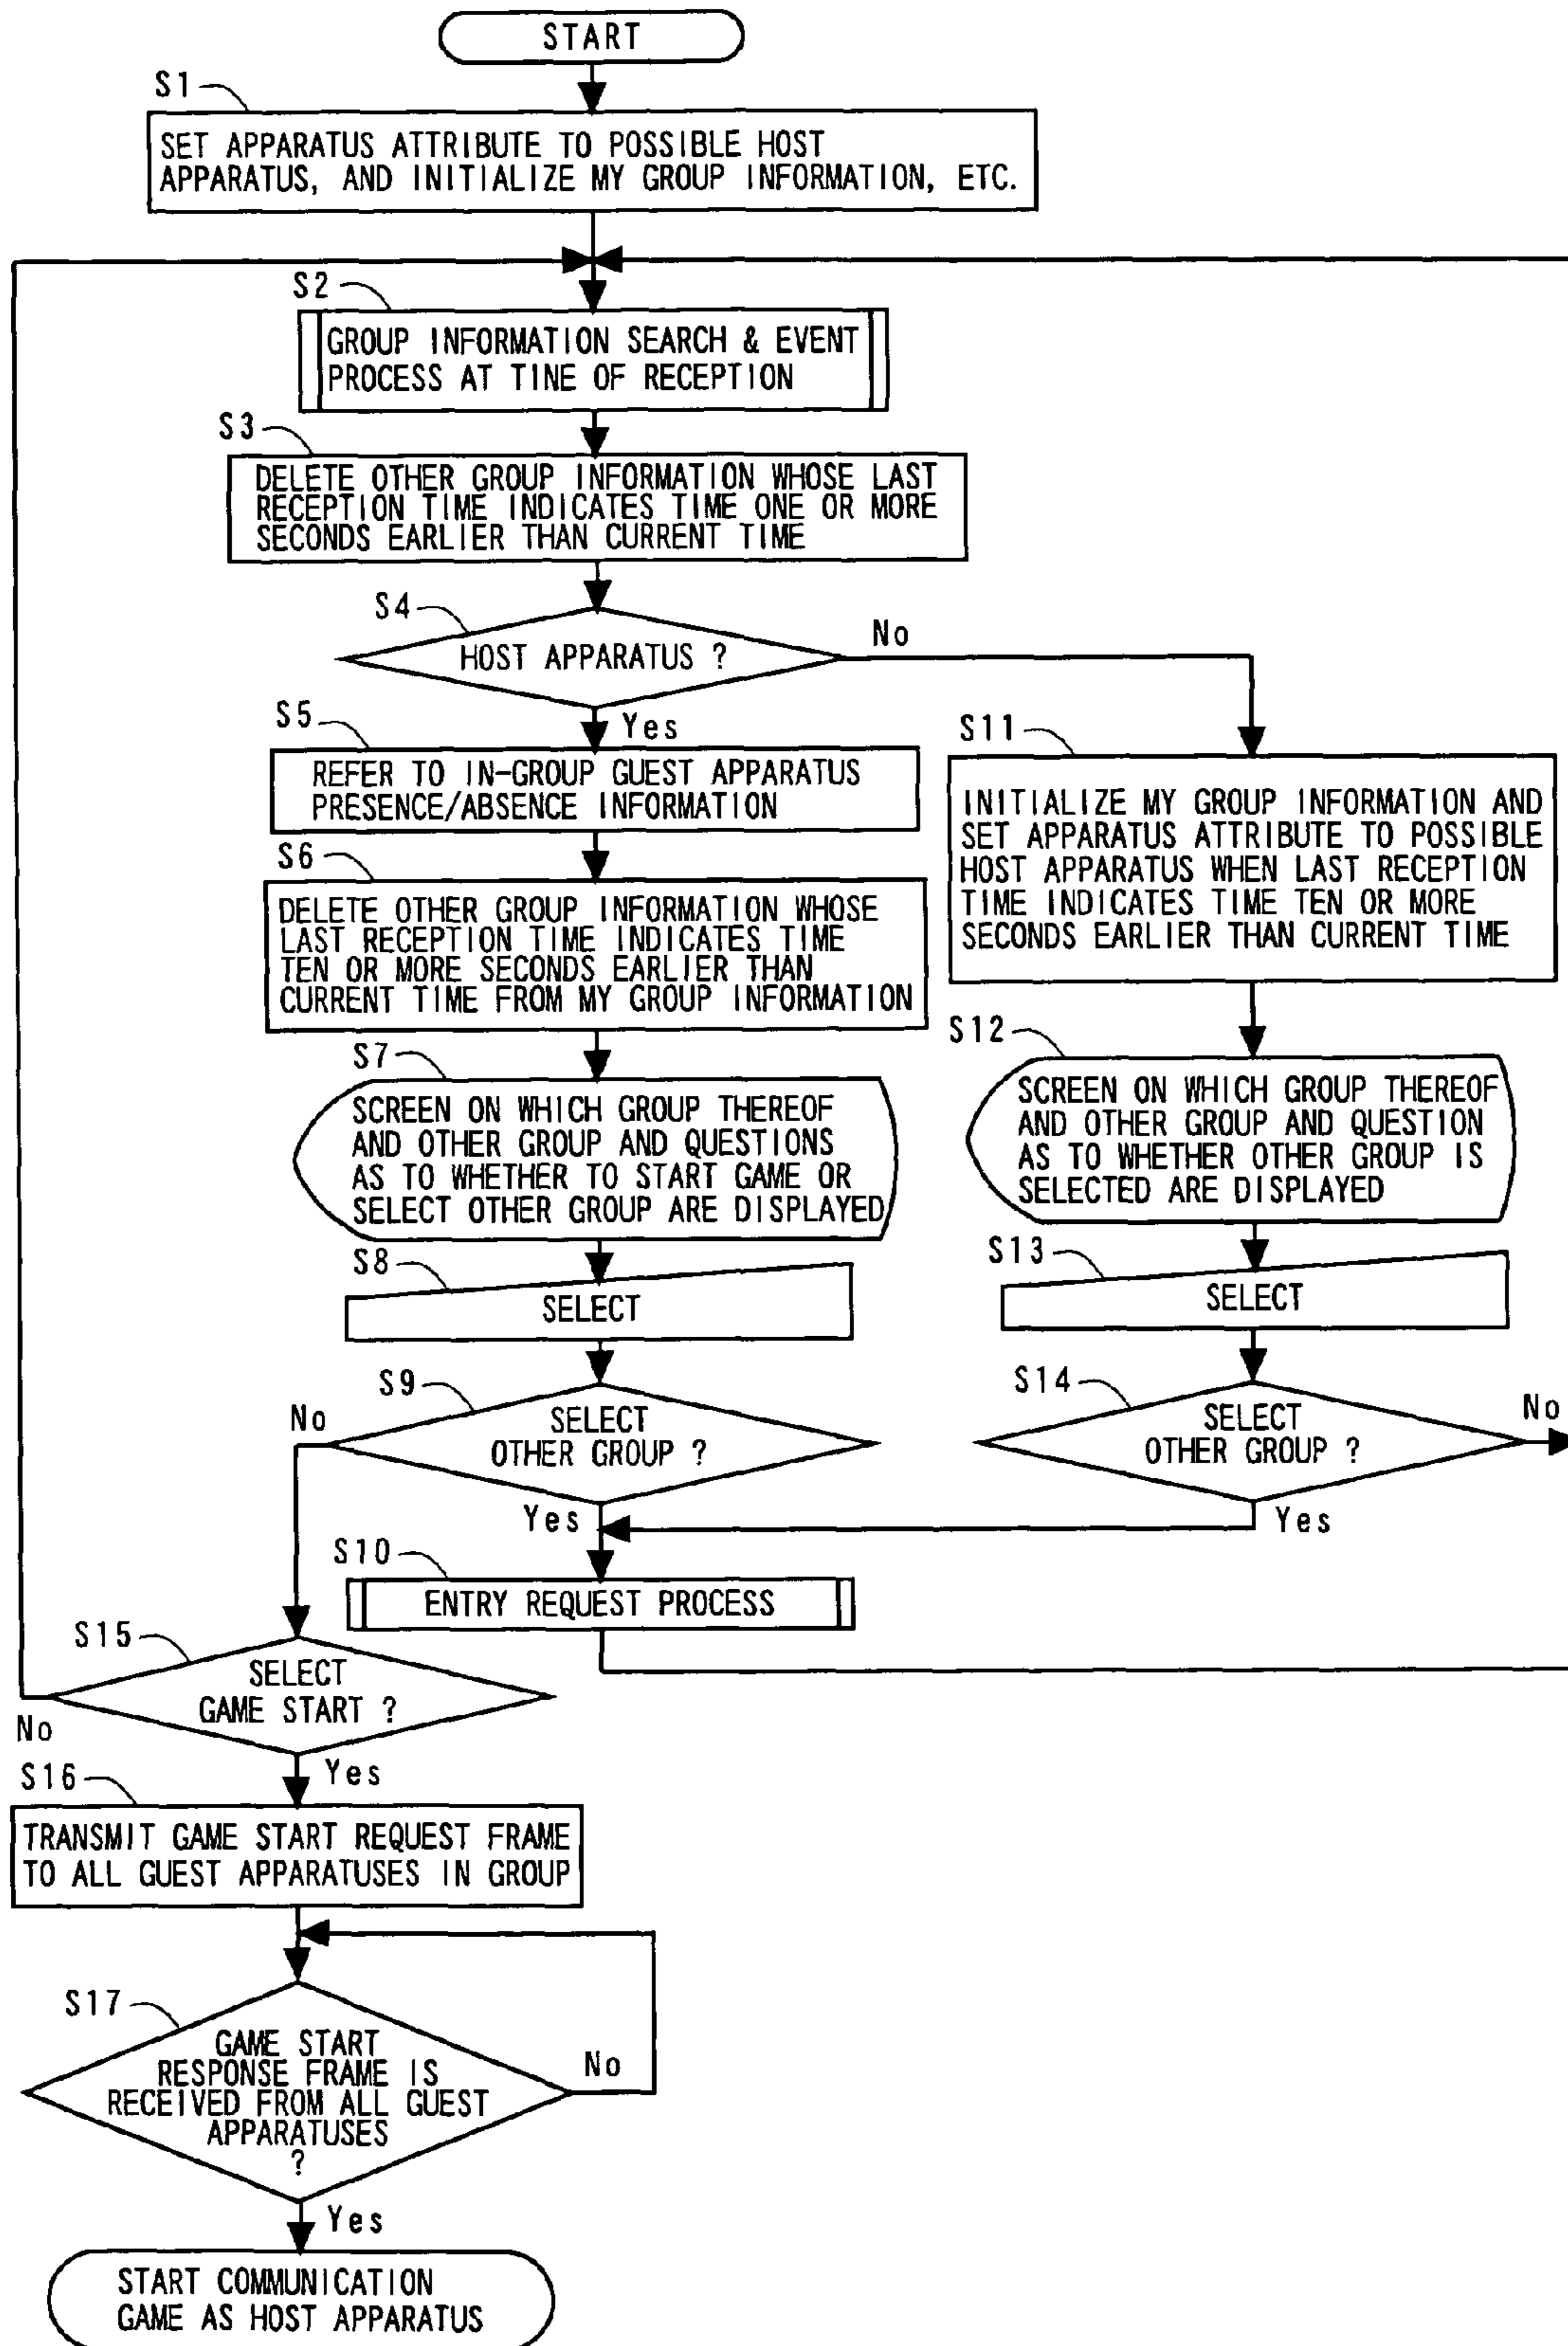 START
S1
SET APPARATUS ATTRIBUTE TO POSSIBLE HOST
APPARATUS, AND INITIALIZE MY GROUP INFORMATION, ETC.
S2
GROUP INFORMATION SEARCH & EVENT
PROCESS AT TINE OF RECEPTION
S3
DELETE OTHER GROUP INFORMATION WHOSE LAST
RECEPTION TIME INDICATES TIME ONE OR MORE
SECONDS EARLIER THAN CURRENT TIME
S4
HOST APPARATUS ?
No
Yes
S5
REFER TO IN-GROUP GUEST APPARATUS
PRESENCE/ABSENCE INFORMATION
S6
DELETE OTHER GROUP INFORMATION WHOSE
LAST RECEPTION TIME INDICATES TIME
TEN OR MORE SECONDS EARLIER THAN
CURRENT TIME FROM MY GROUP INFORMATION
S7
SCREEN ON WHICH GROUP THEREOF
AND OTHER GROUP AND QUESTIONS
AS TO WHETHER TO START GAME OR
SELECT OTHER GROUP ARE DISPLAYED
S8
SELECT
S9
SELECT
OTHER GROUP ?
No
Yes
S10
ENTRY REQUEST PROCESS
S11
INITIALIZE MY GROUP INFORMATION AND
SET APPARATUS ATTRIBUTE TO POSSIBLE
HOST APPARATUS WHEN LAST RECEPTION
TIME INDICATES TIME TEN OR MORE
SECONDS EARLIER THAN CURRENT TIME
S12
SCREEN ON WHICH GROUP THEREOF
AND OTHER GROUP AND QUESTION
AS TO WHETHER OTHER GROUP IS
SELECTED ARE DISPLAYED
S13
SELECT
S14
SELECT
OTHER GROUP ?
No
Yes
S15
SELECT
GAME START ?
No
Yes
S16
TRANSMIT GAME START REQUEST FRAME
TO ALL GUEST APPARATUSES IN GROUP
S17
GAME START
RESPONSE FRAME IS
RECEIVED FROM ALL GUEST
APPARATUSES
?
No
Yes
START COMMUNICATION
GAME AS HOST APPARATUS